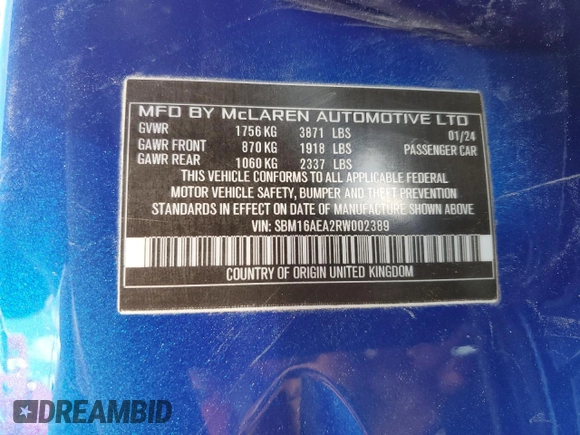 MFD BY McLAREN AUTOMOTIVE LTD
GVWR 1756 KG 3871 LBS 01/24
GAWR FRONT 870 KG 1918 LBS PASSENGER CAR
GAWR REAR 1060 KG 2337 LBS
THIS VEHICLE CONFORMS TO ALL APPLICABLE FEDERAL
MOTOR VEHICLE SAFETY, BUMPER AND THEFT PREVENTION
STANDARDS IN EFFECT ON DATE OF MANUFACTURE SHOWN ABOVE.
VIN: SBM16AEA2RW002389
COUNTRY OF ORIGIN UNITED KINGDOM
DREAMBID